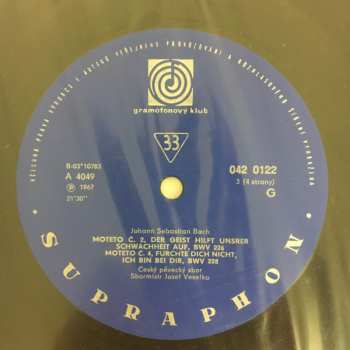 gramofonový klub
33
B-03*10783
A 4049
Ⓟ 1967
21'30"
042 0122
3 (4 strany)
G
Johann Sebastian Bach
MOTETO Č. 2, DER GEIST HILFT UNSRER
SCHWACHHEIT AUF, BWV 226
MOTETO Č. 4, FÜRCHTE DICH NICHT,
ICH BIN BEI DIR, BWV 228
Český pěvecký sbor
Sbormistr Josef Veselka
SUPRAPHON